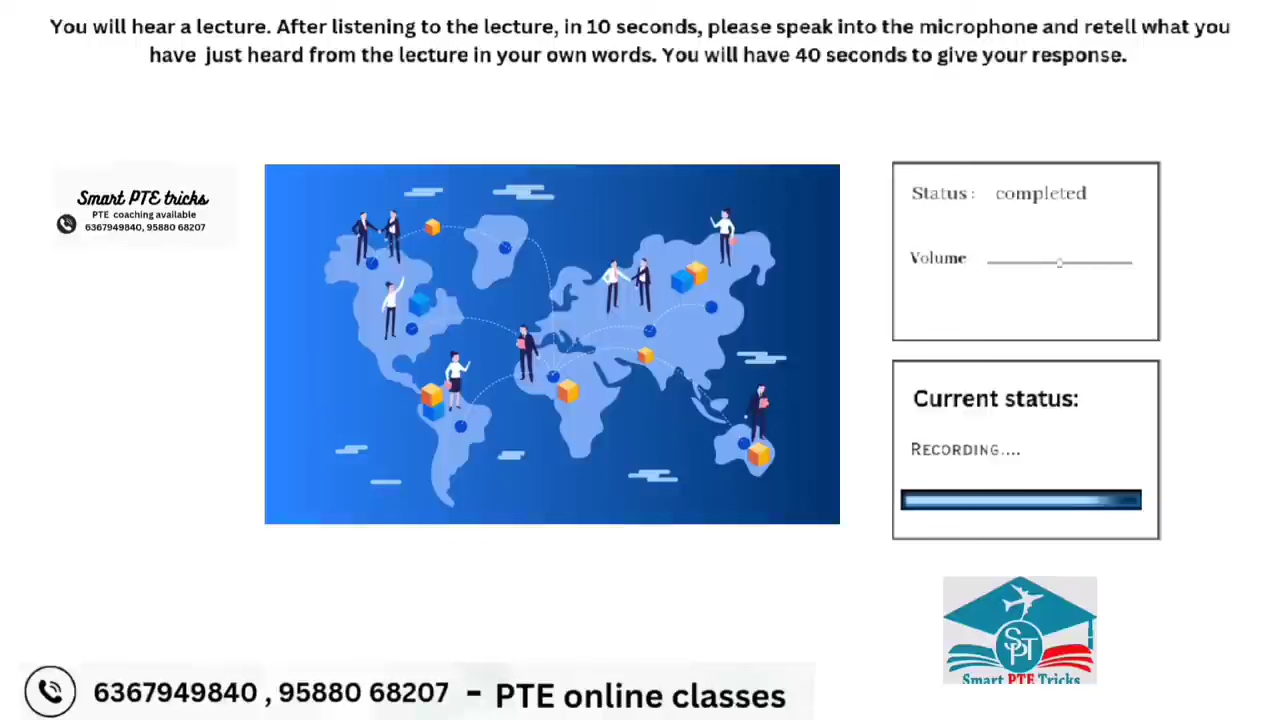 You will hear a lecture. After listening to the lecture, in 10 seconds, please speak into the microphone and retell what you
have just heard from the lecture in your own words. You will have 40 seconds to give your response.
Smart PTE tricks
PTE coaching available
6367949840, 95880 68207
Status : completed
Volume
Current status:
RECORDING....
SPT
Smart PTE Tricks
6367949840 , 95880 68207 - PTE online classes